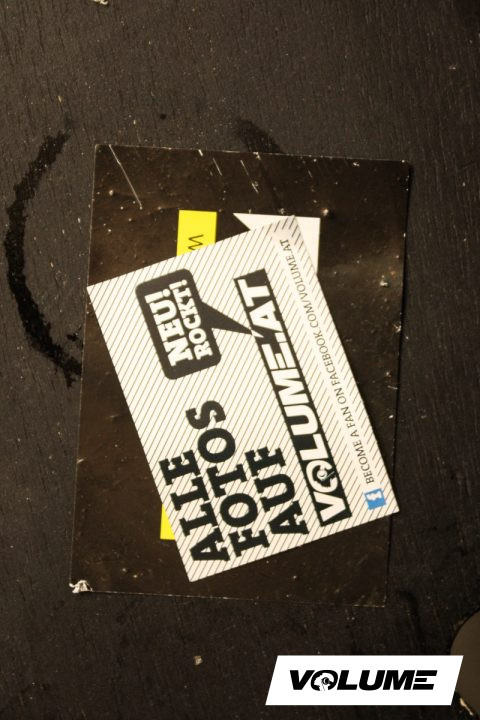 NEU!
ROCKT!
ALLE
FOTOS
AUF
VOLUME.AT
BECOME A FAN ON FACEBOOK.COM/VOLUME.AT
VOLUME